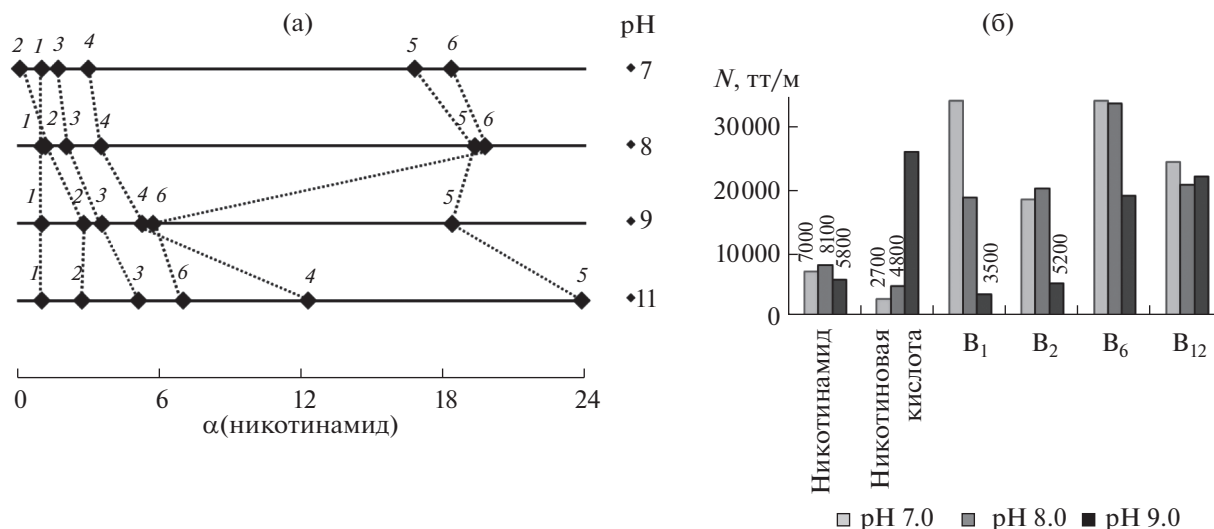 (а)
pH
2 1 3 4 5 6
7
1 2 3 4 5 6
8
1 2 3 4 6 5
9
1 2 3 6 4 5
11
0 6 12 18 24
α(никотинамид)
(б)
N, тт/м
30000
20000
10000
0
7000 8100 5800
2700 4800
3500
5200
Никотинамид
Никотиновая
кислота
B₁ B₂ B₆ B₁₂
pH 7.0 pH 8.0 pH 9.0